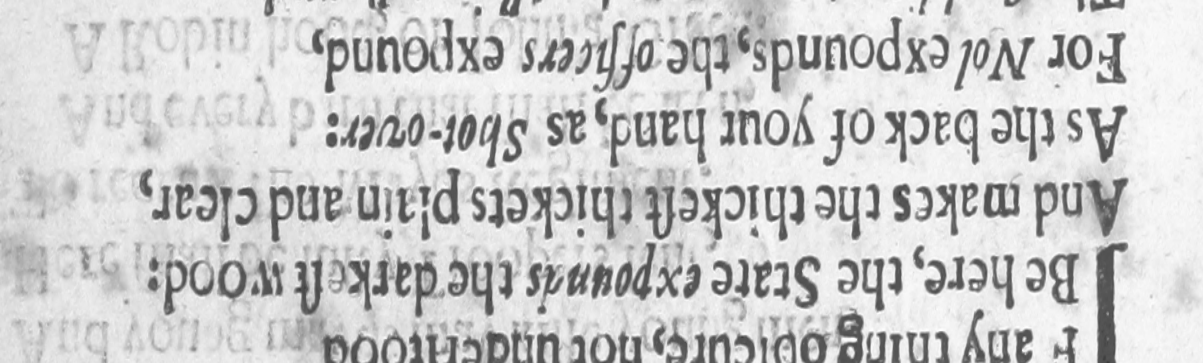 IF any thing obſcure, not underſtood
Be here, the State expounds the darkeſt wood:
And makes the thickeſt thickets plain and clear,
As the back of your hand, as Shot-over:
For Nol expounds, the officers expound,